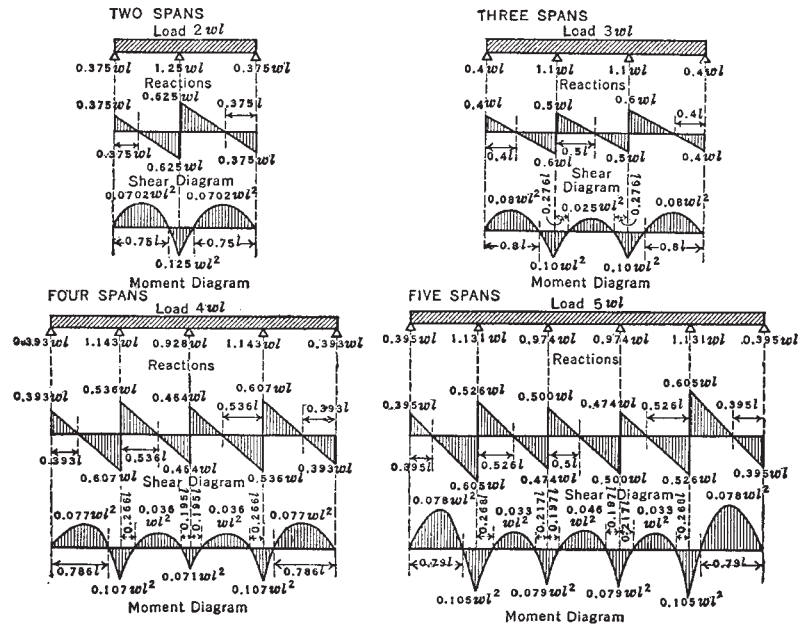 TWO SPANS
Load 2wl
0.375wl 1.25wl 0.375wl
Reactions
0.375wl 0.625wl 0.375l
0.375wl 0.625wl 0.375wl
Shear Diagram
0.0702wl² 0.0702wl²
0.75l 0.75l
0.125wl²
Moment Diagram
THREE SPANS
Load 3wl
0.4wl 1.1wl 1.1wl 0.4wl
Reactions
0.4wl 0.5wl 0.6wl 0.4l
0.4l 0.6wl 0.5l 0.5wl 0.4wl
Shear Diagram
0.08wl² 0.276l 0.025wl² 0.276l 0.08wl²
0.8l 0.8l
0.10wl² 0.10wl²
Moment Diagram
FOUR SPANS
Load 4wl
0.393wl 1.143wl 0.928wl 1.143wl 0.393wl
Reactions
0.393wl 0.536wl 0.464wl 0.607wl
0.536l 0.393l
0.393l 0.607wl 0.536l 0.464wl 0.536wl 0.393wl
Shear Diagram
0.077wl² 0.266l 0.036wl² 0.195l 0.195l 0.036wl² 0.266l 0.077wl²
0.786l 0.786l
0.107wl² 0.071wl² 0.107wl²
Moment Diagram
FIVE SPANS
Load 5wl
0.395wl 1.131wl 0.974wl 0.974wl 1.131wl 0.395wl
Reactions
0.395wl 0.526wl 0.500wl 0.474wl 0.605wl
0.526l 0.395l
0.395l 0.605wl 0.526l 0.474wl 0.5l 0.500wl 0.526wl 0.395wl
Shear Diagram
0.078wl² 0.268l 0.033wl² 0.217l 0.197l 0.046wl² 0.187l 0.217l 0.033wl² 0.268l 0.078wl²
0.79l 0.79l
0.105wl² 0.079wl² 0.079wl² 0.105wl²
Moment Diagram